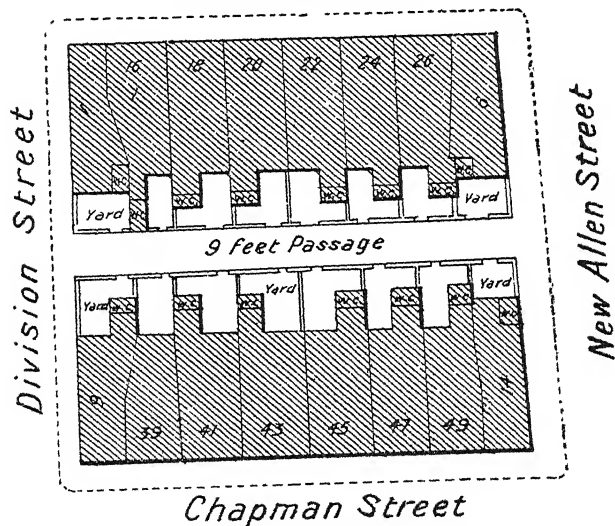 16 18 20 22 24 26
W.C. W.C. W.C. W.C. W.C. W.C. W.C. W.C.
Yard Yard
9 Feet Passage
Yard Yard Yard
W.C. W.C. W.C. W.C. W.C. W.C. W.C.
39 41 43 45 47 49
Division Street
New Allen Street
Chapman Street